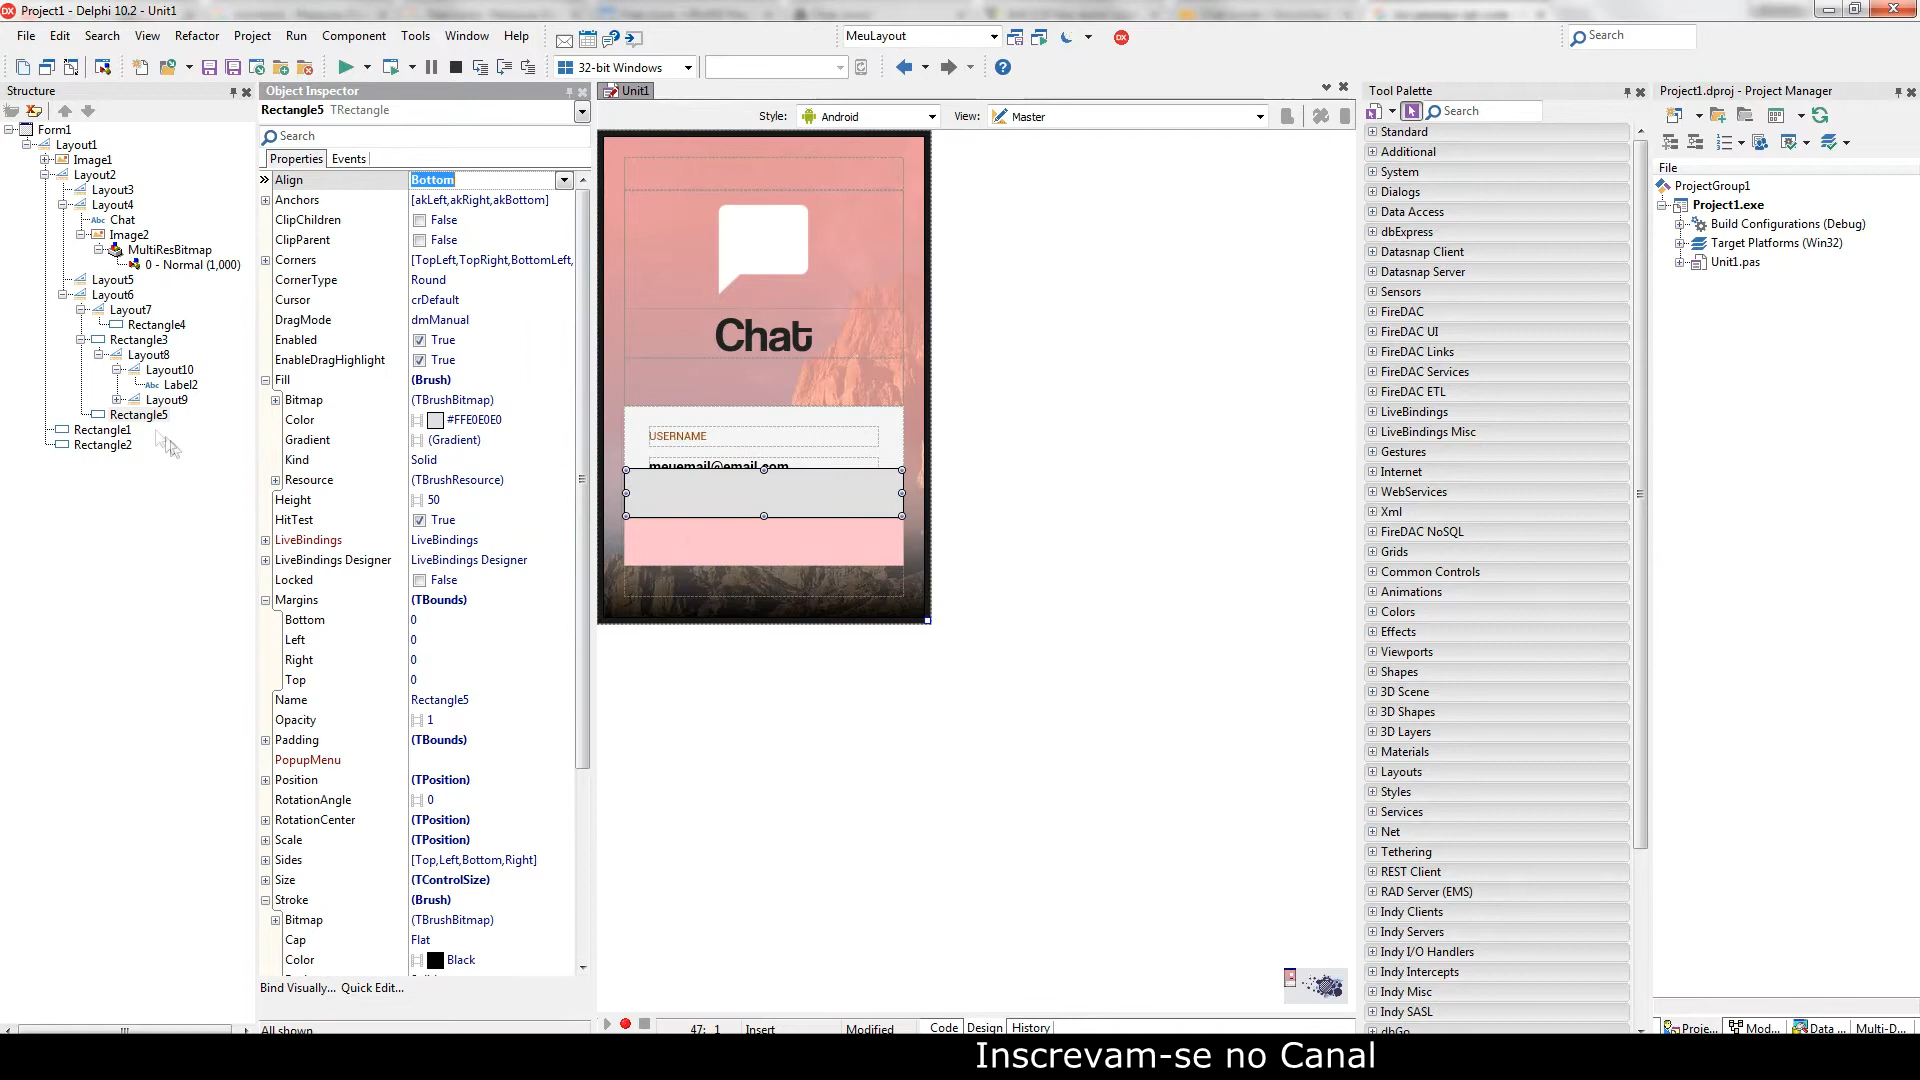 Project1 - Delphi 10.2 - Unit1
File Edit Search View Refactor Project Run Component Tools Window Help
MeuLayout
Search
32-bit Windows
Structure
Form1
Layout1
Image1
Layout2
Layout3
Layout4
Abc Chat
Image2
MultiResBitmap
0 - Normal (1,000)
Layout5
Layout6
Layout7
Rectangle4
Rectangle3
Layout8
Layout10
Abc Label2
Layout9
Rectangle5
Rectangle1
Rectangle2
Object Inspector
Rectangle5 TRectangle
Search
Properties Events
Align Bottom
Anchors [akLeft,akRight,akBottom]
ClipChildren False
ClipParent False
Corners [TopLeft,TopRight,BottomLeft,
CornerType Round
Cursor crDefault
DragMode dmManual
Enabled True
EnableDragHighlight True
Fill (Brush)
Bitmap (TBrushBitmap)
Color #FFE0E0E0
Gradient (Gradient)
Kind Solid
Resource (TBrushResource)
Height 50
HitTest True
LiveBindings LiveBindings
LiveBindings Designer LiveBindings Designer
Locked False
Margins (TBounds)
Bottom 0
Left 0
Right 0
Top 0
Name Rectangle5
Opacity 1
Padding (TBounds)
PopupMenu
Position (TPosition)
RotationAngle 0
RotationCenter (TPosition)
Scale (TPosition)
Sides [Top,Left,Bottom,Right]
Size (TControlSize)
Stroke (Brush)
Bitmap (TBrushBitmap)
Cap Flat
Color Black
Bind Visually... Quick Edit...
All shown
Unit1
Style: Android View: Master
Chat
USERNAME
meuemail@email.com
47: 1 Insert Modified Code Design History
Tool Palette
Search
Standard
Additional
System
Dialogs
Data Access
dbExpress
Datasnap Client
Datasnap Server
Sensors
FireDAC
FireDAC UI
FireDAC Links
FireDAC Services
FireDAC ETL
LiveBindings
LiveBindings Misc
Gestures
Internet
WebServices
Xml
FireDAC NoSQL
Grids
Common Controls
Animations
Colors
Effects
Viewports
Shapes
3D Scene
3D Shapes
3D Layers
Materials
Layouts
Styles
Services
Net
Tethering
REST Client
RAD Server (EMS)
Indy Clients
Indy Servers
Indy I/O Handlers
Indy Intercepts
Indy Misc
Indy SASL
dbGo
Project1.dproj - Project Manager
File
ProjectGroup1
Project1.exe
Build Configurations (Debug)
Target Platforms (Win32)
Unit1.pas
Proje... Mod... Data ... Multi-D...
Inscrevam-se no Canal